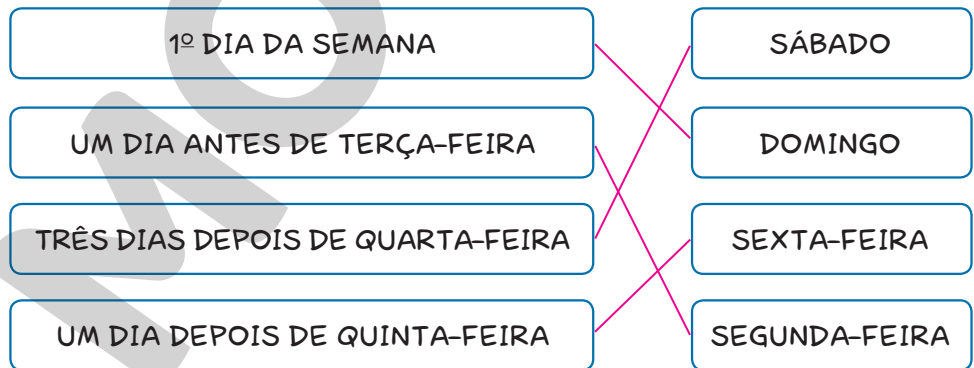 1º DIA DA SEMANA
SÁBADO
UM DIA ANTES DE TERÇA-FEIRA
DOMINGO
TRÊS DIAS DEPOIS DE QUARTA-FEIRA
SEXTA-FEIRA
UM DIA DEPOIS DE QUINTA-FEIRA
SEGUNDA-FEIRA